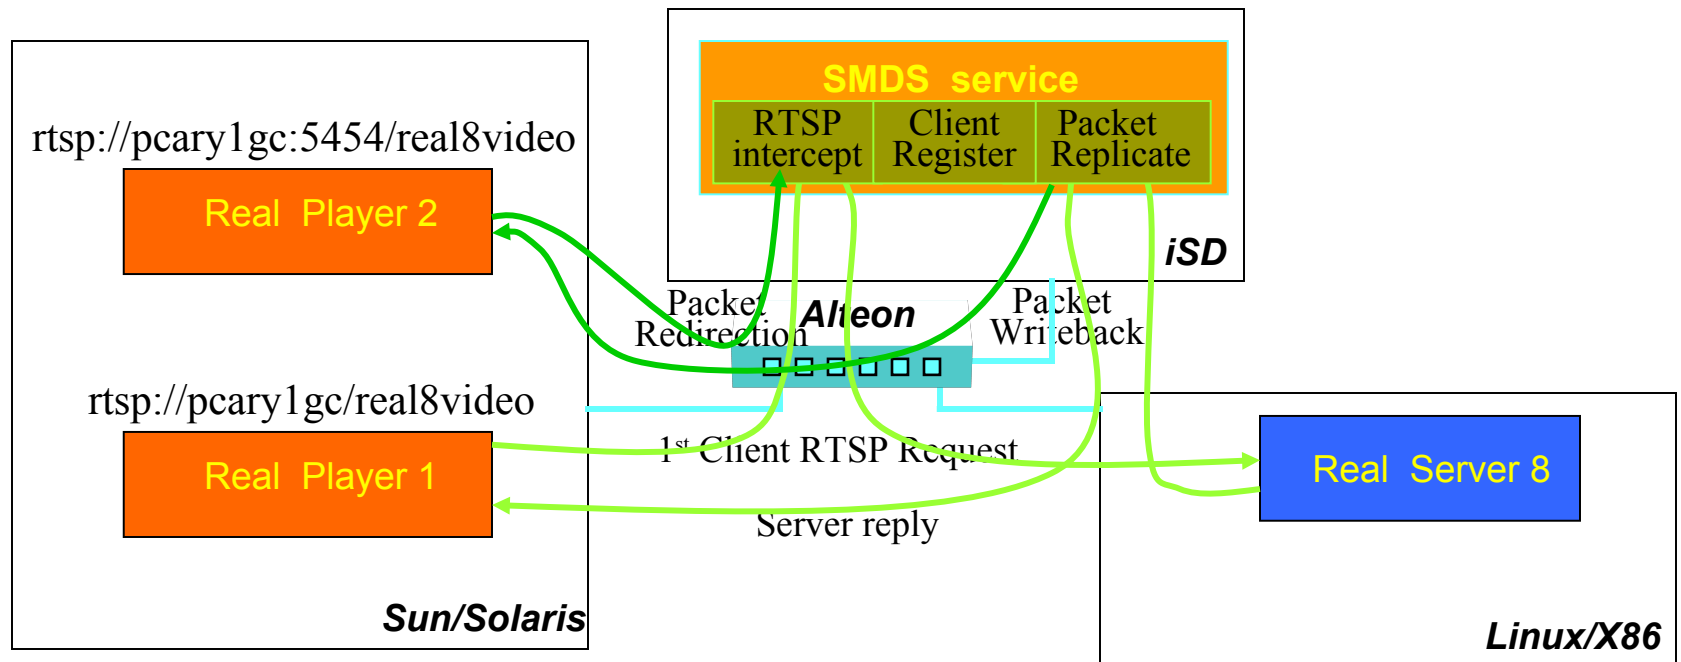 SMDS service
RTSP
intercept
Client
Register
Packet
Replicate
iSD
rtsp://pcary1gc:5454/real8video
Real Player 2
Packet
Redirection
Alteon
Packet
Writeback
rtsp://pcary1gc/real8video
Real Player 1
1st Client RTSP Request
Server reply
Real Server 8
Sun/Solaris
Linux/X86